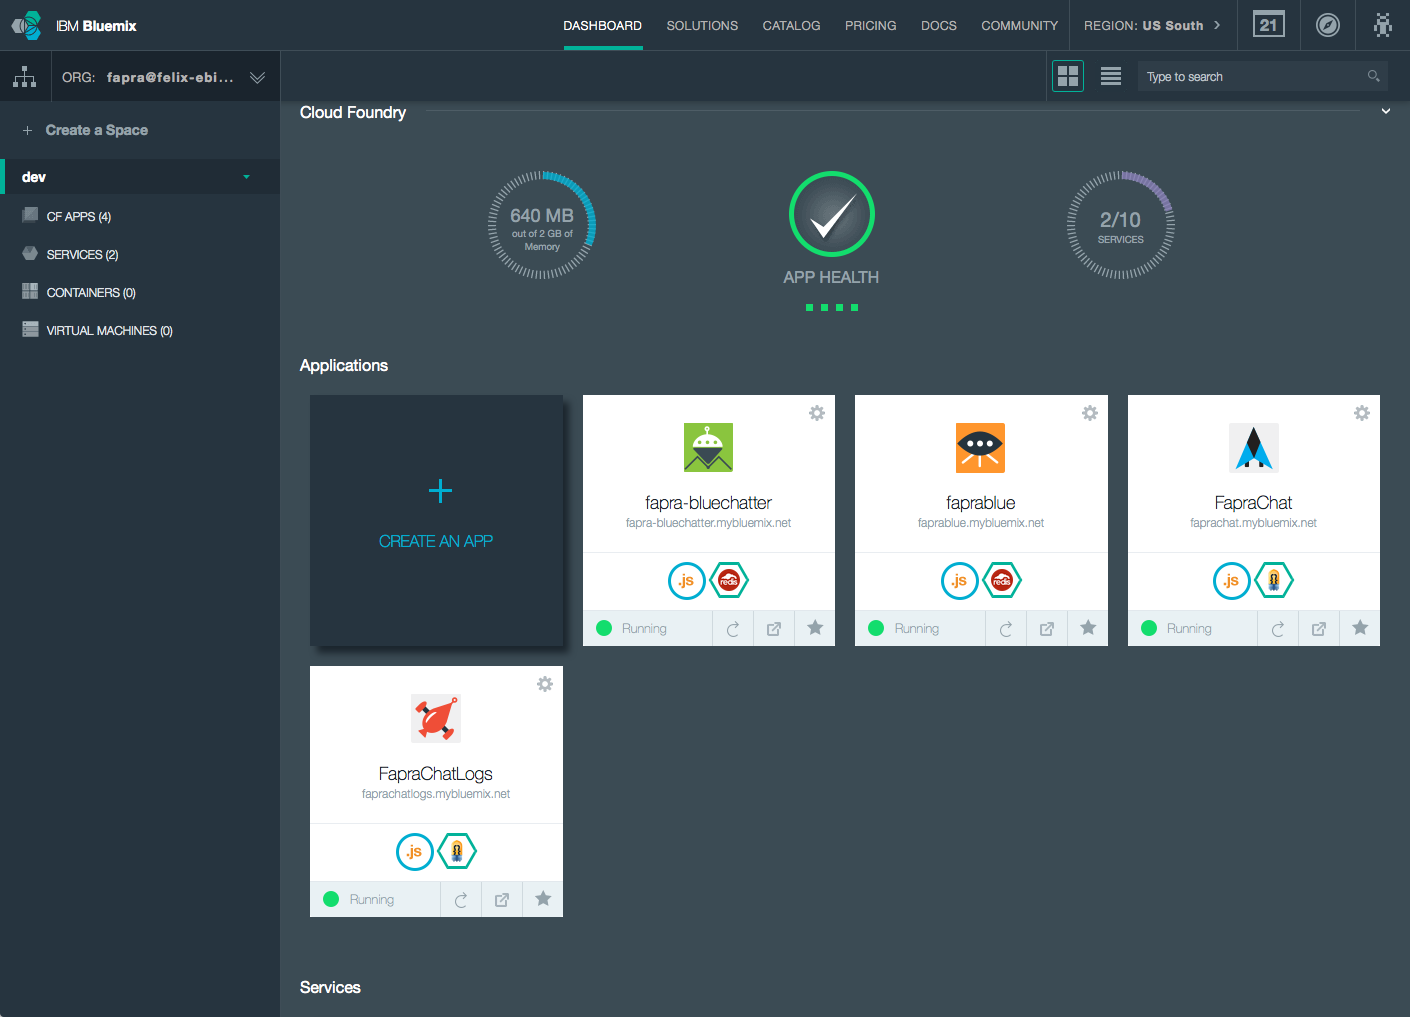 IBM Bluemix
DASHBOARD
SOLUTIONS
CATALOG
PRICING
DOCS
COMMUNITY
REGION: US South
21
ORG: fapra@felix-ebi...
Type to search
Create a Space
dev
CF APPS (4)
SERVICES (2)
CONTAINERS (0)
VIRTUAL MACHINES (0)
Cloud Foundry
640 MB
out of 2 GB of
Memory
APP HEALTH
2/10
SERVICES
Applications
CREATE AN APP
fapra-bluechatter
fapra-bluechatter.mybluemix.net
.js
redis
Running
faprablue
faprablue.mybluemix.net
.js
redis
Running
FapraChat
faprachat.mybluemix.net
.js
Running
FapraChatLogs
faprachatlogs.mybluemix.net
.js
Running
Services